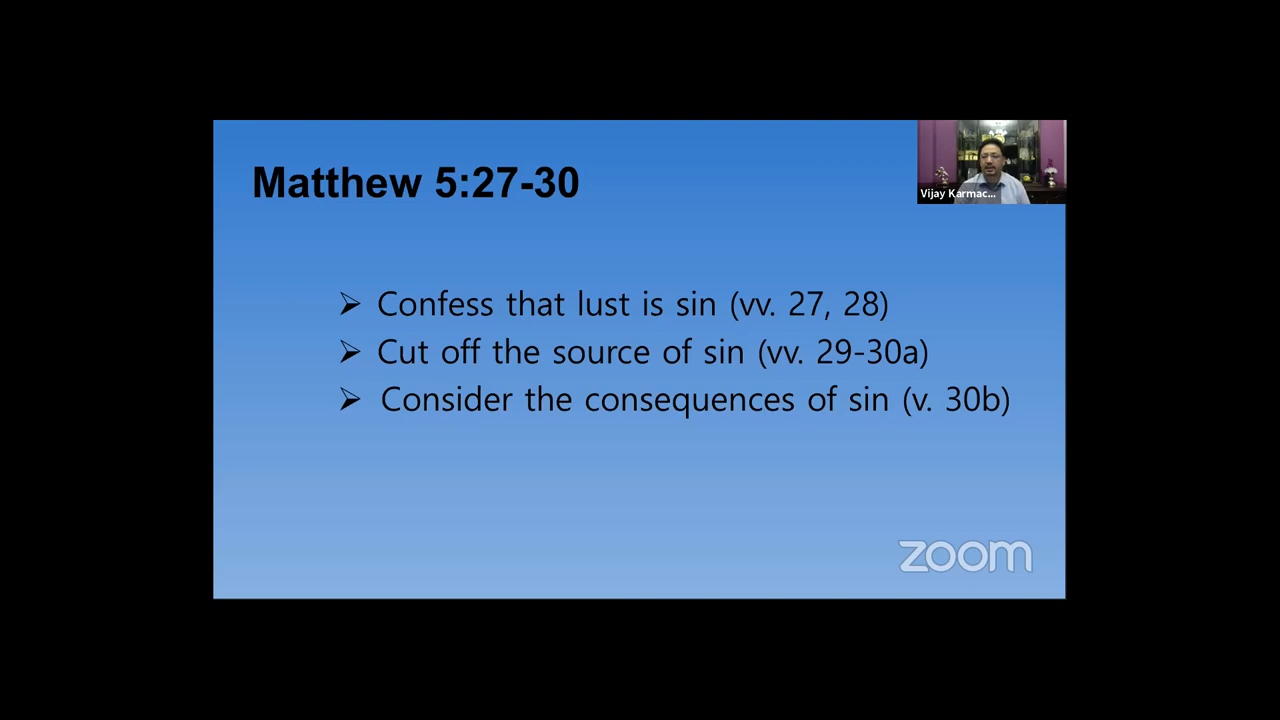 Matthew 5:27-30
Vijay Karmac...
➢ Confess that lust is sin (vv. 27, 28)
➢ Cut off the source of sin (vv. 29-30a)
➢ Consider the consequences of sin (v. 30b)
zoom